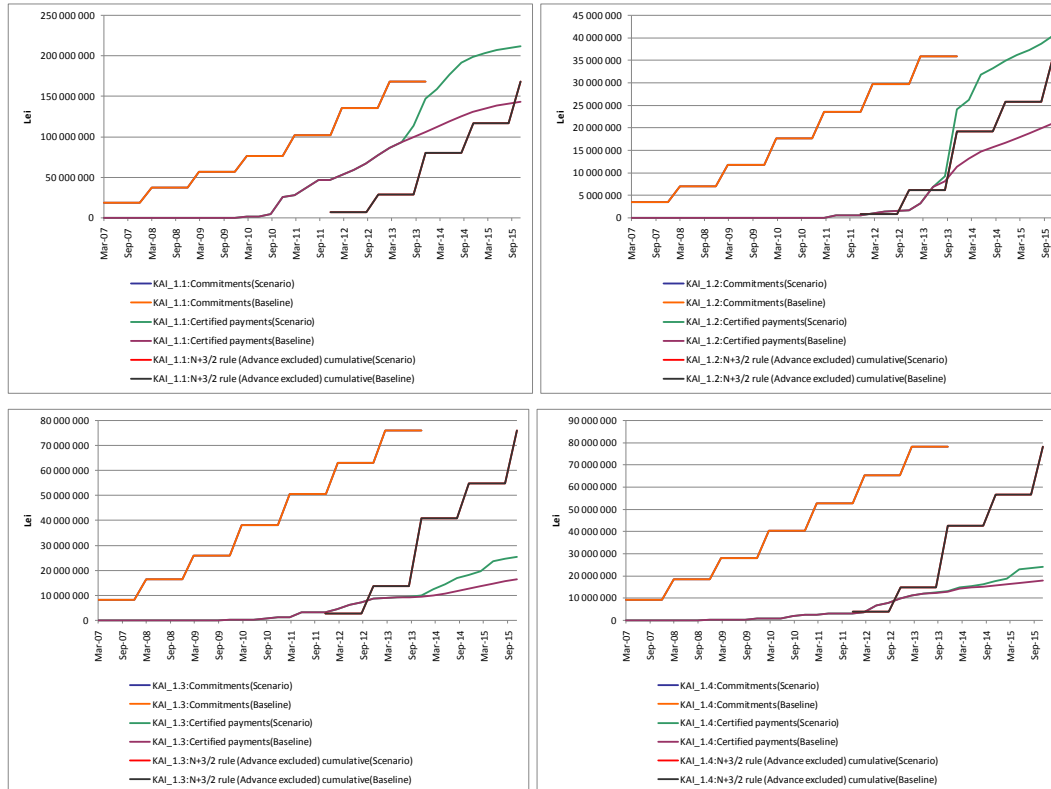 250 000 000
200 000 000
150 000 000
100 000 000
50 000 000
0
Lei
Mar-07 Sep-07 Mar-08 Sep-08 Mar-09 Sep-09 Mar-10 Sep-10 Mar-11 Sep-11 Mar-12 Sep-12 Mar-13 Sep-13 Mar-14 Sep-14 Mar-15 Sep-15
KAI_1.1:Commitments(Scenario)
KAI_1.1:Commitments(Baseline)
KAI_1.1:Certified payments(Scenario)
KAI_1.1:Certified payments(Baseline)
KAI_1.1:N+3/2 rule (Advance excluded) cumulative(Scenario)
KAI_1.1:N+3/2 rule (Advance excluded) cumulative(Baseline)
45 000 000
40 000 000
35 000 000
30 000 000
25 000 000
20 000 000
15 000 000
10 000 000
5 000 000
0
Lei
Mar-07 Sep-07 Mar-08 Sep-08 Mar-09 Sep-09 Mar-10 Sep-10 Mar-11 Sep-11 Mar-12 Sep-12 Mar-13 Sep-13 Mar-14 Sep-14 Mar-15 Sep-15
KAI_1.2:Commitments(Scenario)
KAI_1.2:Commitments(Baseline)
KAI_1.2:Certified payments(Scenario)
KAI_1.2:Certified payments(Baseline)
KAI_1.2:N+3/2 rule (Advance excluded) cumulative(Scenario)
KAI_1.2:N+3/2 rule (Advance excluded) cumulative(Baseline)
80 000 000
70 000 000
60 000 000
50 000 000
40 000 000
30 000 000
20 000 000
10 000 000
0
Lei
Mar-07 Sep-07 Mar-08 Sep-08 Mar-09 Sep-09 Mar-10 Sep-10 Mar-11 Sep-11 Mar-12 Sep-12 Mar-13 Sep-13 Mar-14 Sep-14 Mar-15 Sep-15
KAI_1.3:Commitments(Scenario)
KAI_1.3:Commitments(Baseline)
KAI_1.3:Certified payments(Scenario)
KAI_1.3:Certified payments(Baseline)
KAI_1.3:N+3/2 rule (Advance excluded) cumulative(Scenario)
KAI_1.3:N+3/2 rule (Advance excluded) cumulative(Baseline)
90 000 000
80 000 000
70 000 000
60 000 000
50 000 000
40 000 000
30 000 000
20 000 000
10 000 000
0
Lei
Mar-07 Sep-07 Mar-08 Sep-08 Mar-09 Sep-09 Mar-10 Sep-10 Mar-11 Sep-11 Mar-12 Sep-12 Mar-13 Sep-13 Mar-14 Sep-14 Mar-15 Sep-15
KAI_1.4:Commitments(Scenario)
KAI_1.4:Commitments(Baseline)
KAI_1.4:Certified payments(Scenario)
KAI_1.4:Certified payments(Baseline)
KAI_1.4:N+3/2 rule (Advance excluded) cumulative(Scenario)
KAI_1.4:N+3/2 rule (Advance excluded) cumulative(Baseline)